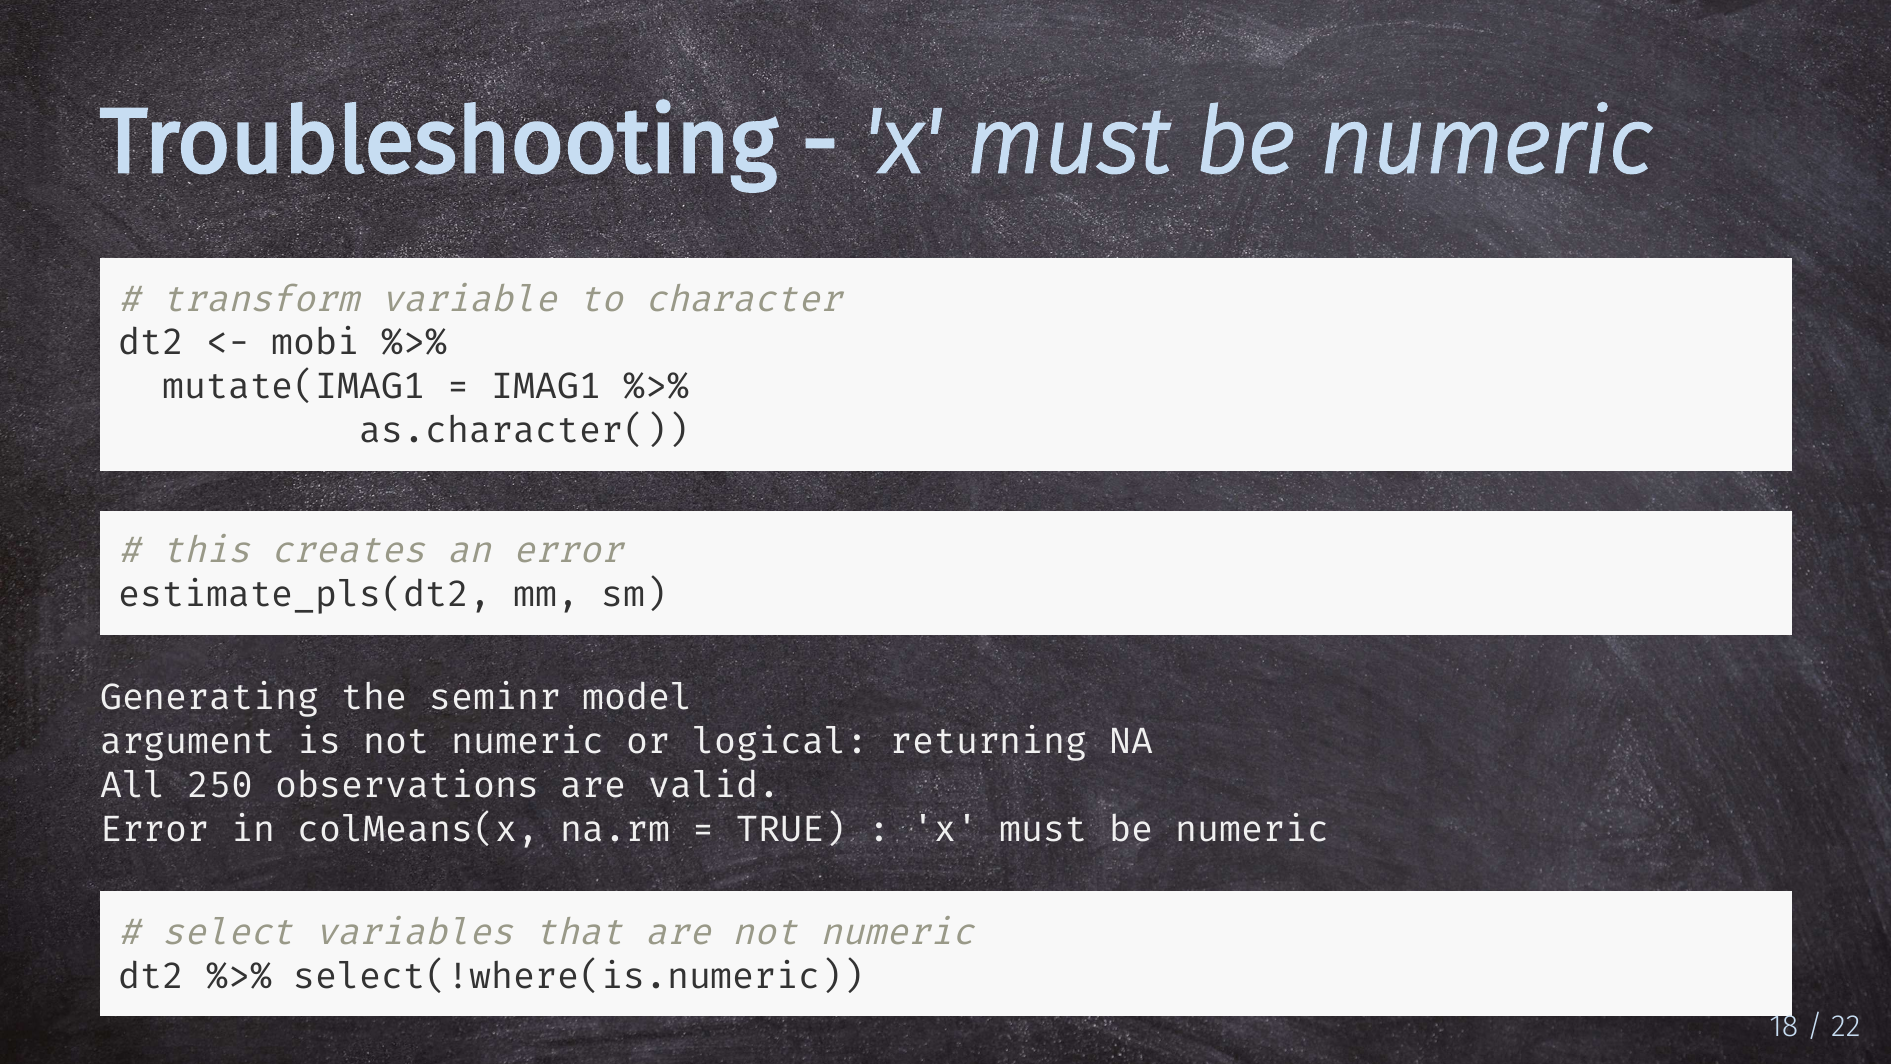 Troubleshooting - 'x' must be numeric
# transform variable to character
dt2 <- mobi %>%
  mutate(IMAG1 = IMAG1 %>%
           as.character())
# this creates an error
estimate_pls(dt2, mm, sm)
Generating the seminr model
argument is not numeric or logical: returning NA
All 250 observations are valid.
Error in colMeans(x, na.rm = TRUE) : 'x' must be numeric
# select variables that are not numeric
dt2 %>% select(!where(is.numeric))
18 / 22